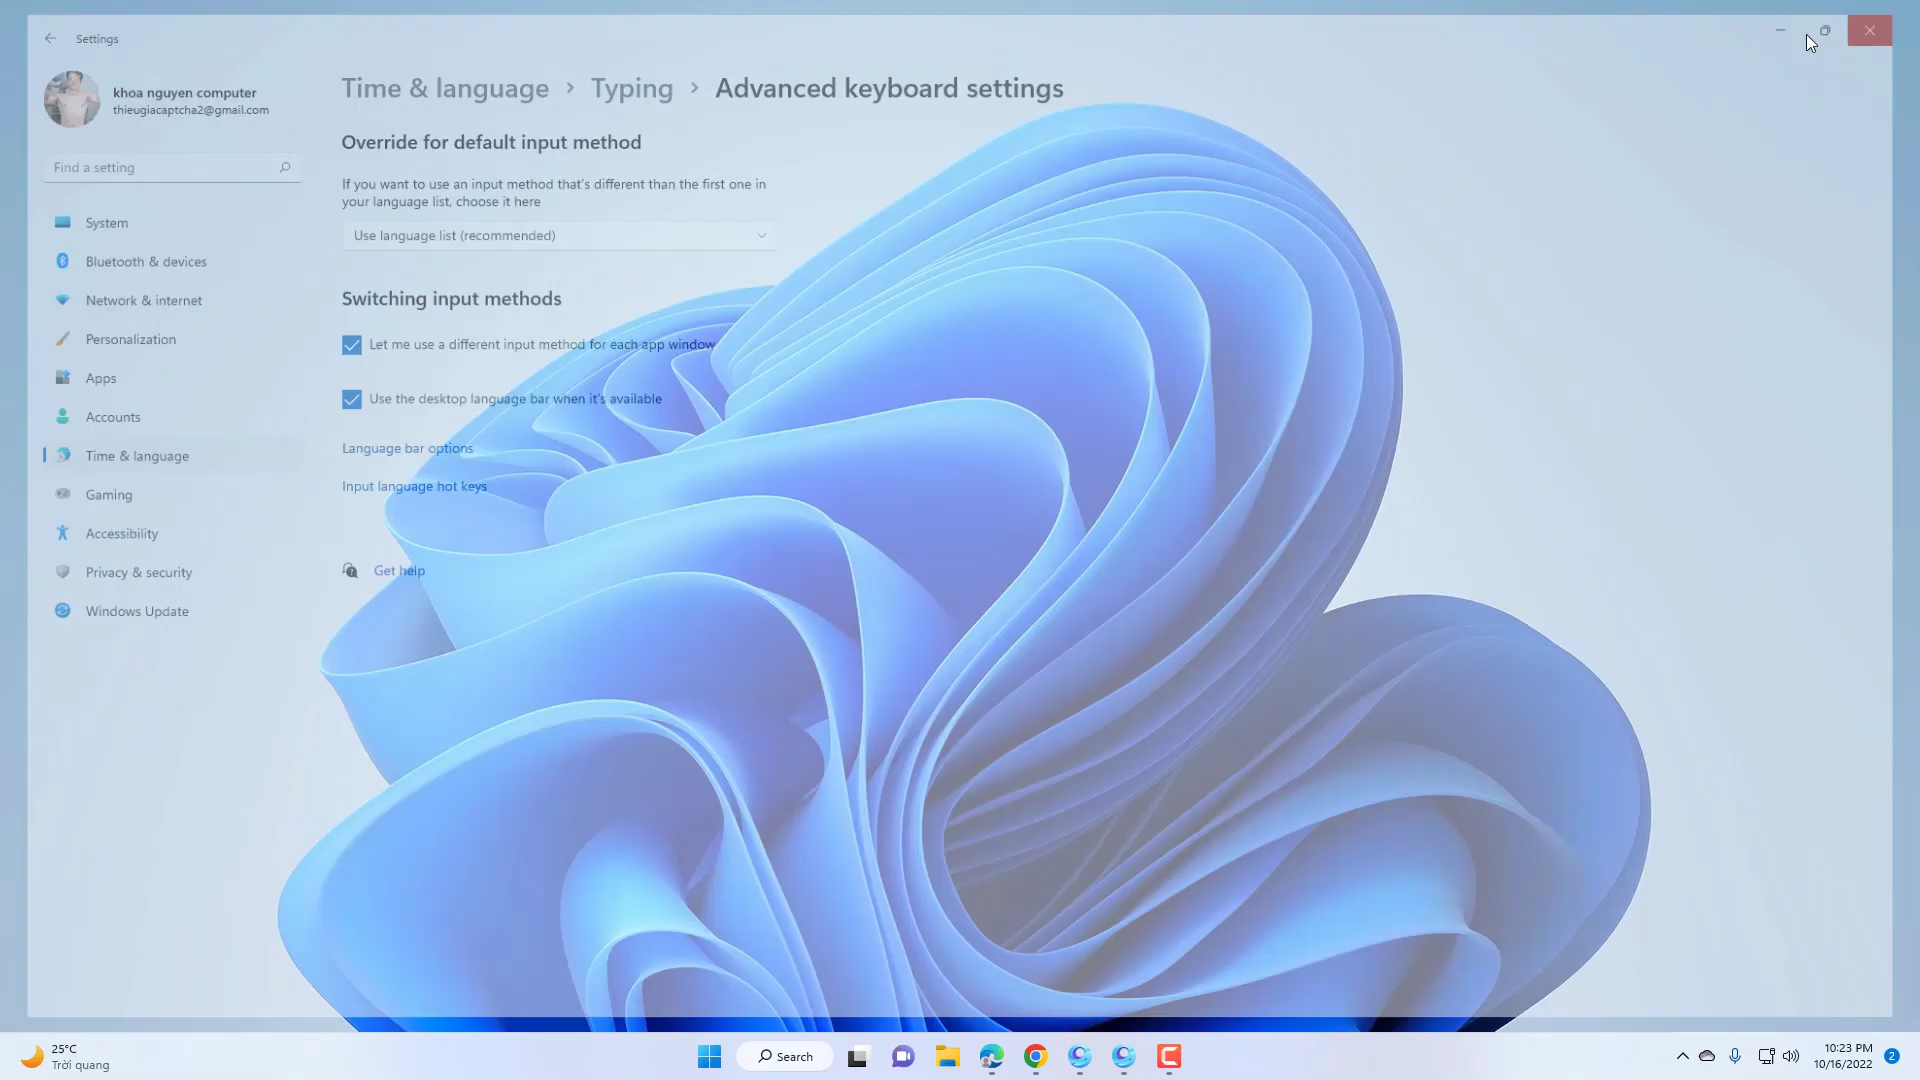 Settings
khoa nguyen computer
thieugiacaptcha2@gmail.com
Find a setting
System
Bluetooth & devices
Network & internet
Personalization
Apps
Accounts
Time & language
Gaming
Accessibility
Privacy & security
Windows Update
Time & language > Typing > Advanced keyboard settings
Override for default input method
If you want to use an input method that's different than the first one in
your language list, choose it here
Use language list (recommended)
Switching input methods
Let me use a different input method for each app window
Use the desktop language bar when it's available
Language bar options
Input language hot keys
Get help
25°C
Trời quang
Search
10:23 PM
10/16/2022
2